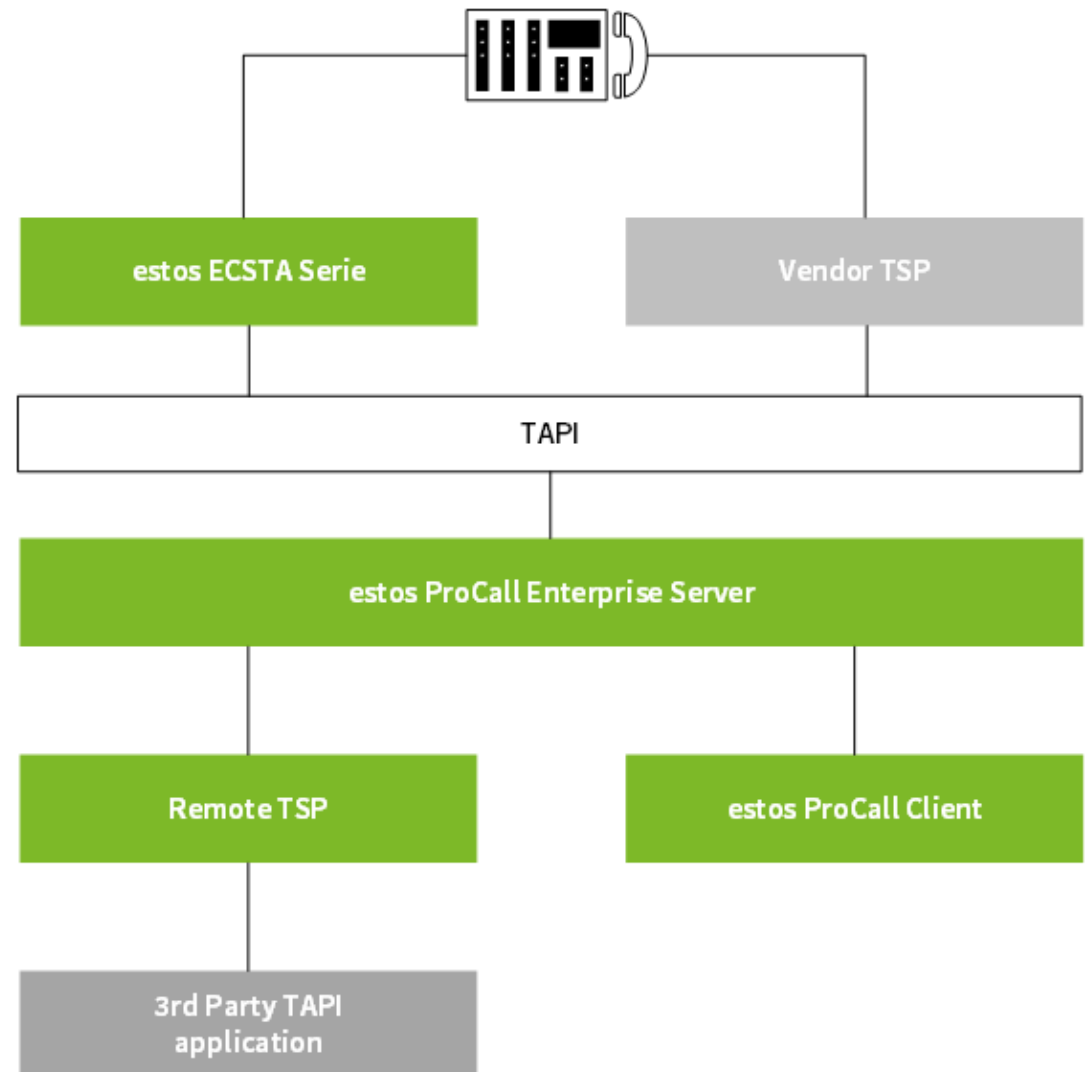 estos ECSTA Serie
Vendor TSP
TAPI
estos ProCall Enterprise Server
Remote TSP
estos ProCall Client
3rd Party TAPI
application